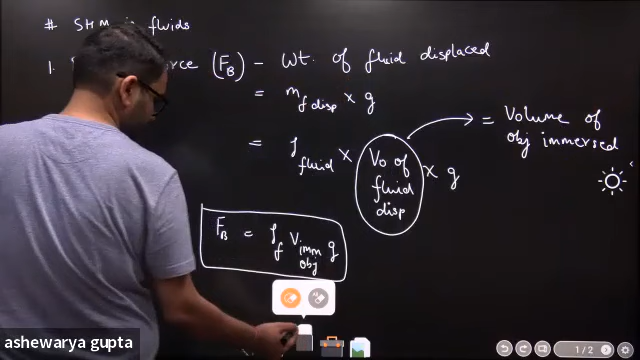 # SHM in fluids
1. rce (F_B) – Wt. of fluid displaced
= m_f disp × g
= ρ_fluid × Vo of fluid disp × g
= Volume of obj immersed
F_B = ρ_f V_imm obj g
1 / 2
ashewarya gupta